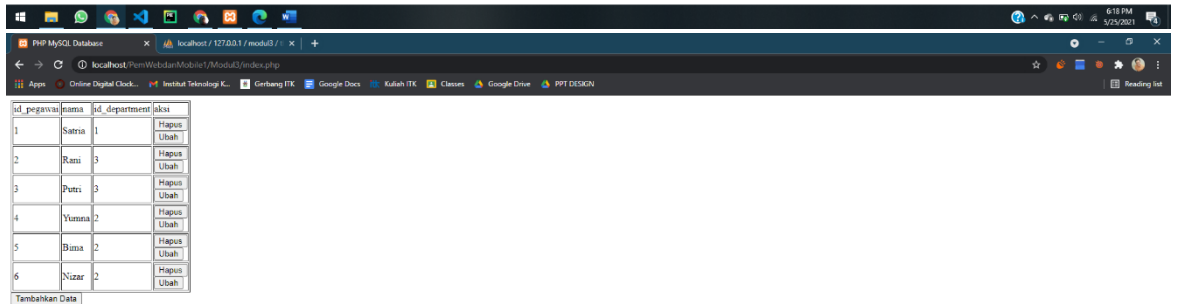 6:18 PM
5/25/2021
PHP MySQL Database
localhost / 127.0.0.1 / modul3 /
localhost/PemWebdanMobile1/Modul3/index.php
Apps Online Digital Clock... Institut Teknologi K... Gerbang ITK Google Docs Kuliah ITK Classes Google Drive PPT DESIGN Reading list
id_pegawai nama id_department aksi
1 Satria 1 Hapus
Ubah
2 Rani 3 Hapus
Ubah
3 Putri 3 Hapus
Ubah
4 Yumna 2 Hapus
Ubah
5 Bima 2 Hapus
Ubah
6 Nizar 2 Hapus
Ubah
Tambahkan Data